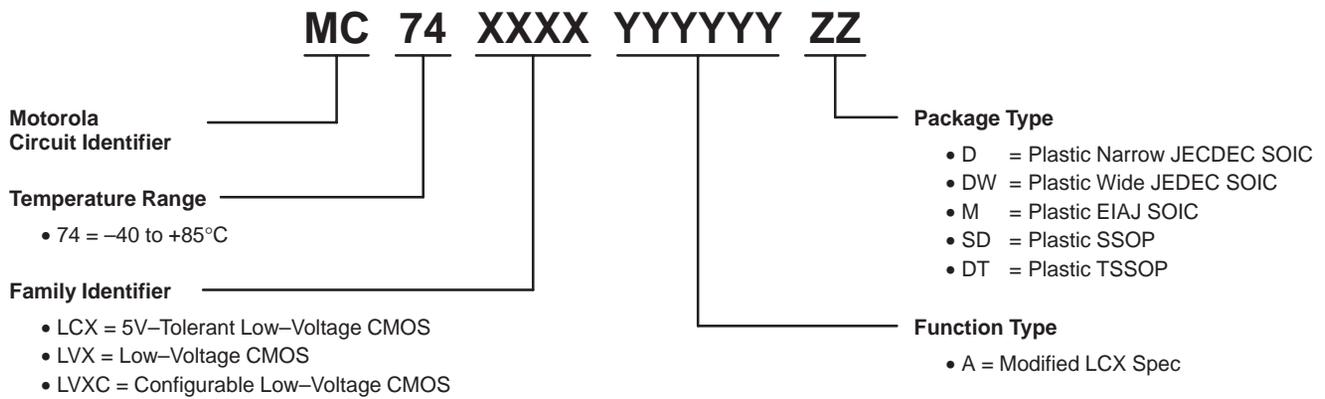 MC 74 XXXX YYYYYY ZZ
Motorola
Circuit Identifier
Temperature Range
• 74 = –40 to +85°C
Family Identifier
• LCX = 5V–Tolerant Low–Voltage CMOS
• LVX = Low–Voltage CMOS
• LVXC = Configurable Low–Voltage CMOS
Package Type
• D = Plastic Narrow JECDEC SOIC
• DW = Plastic Wide JEDEC SOIC
• M = Plastic EIAJ SOIC
• SD = Plastic SSOP
• DT = Plastic TSSOP
Function Type
• A = Modified LCX Spec